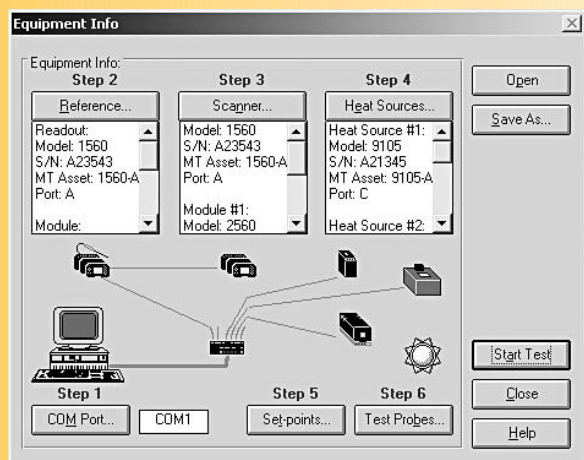 Equipment Info
Equipment Info:
Step 2
Reference...
Readout:
Model: 1560
S/N: A23543
MT Asset: 1560-A
Port: A
Module:
Step 3
Scanner...
Model: 1560
S/N: A23543
MT Asset: 1560-A
Port: A
Module #1:
Model: 2560
Step 4
Heat Sources...
Heat Source #1:
Model: 9105
S/N: A21345
MT Asset: 9105-A
Port: C
Heat Source #2:
Open
Save As...
Step 1
COM Port...
COM1
Step 5
Set-points...
Step 6
Test Probes...
Start Test
Close
Help